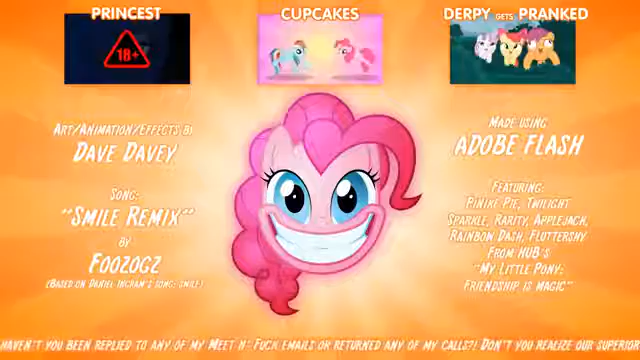 PRINCEST
CUPCAKES
DERPY GETS PRANKED
18+
ART/ANIMATION/EFFECTS B
DAVE DAVEY
SONG:
"SMILE REMIX"
BY
FOOZOGZ
(BASED ON DANIEL INGRAM'S SONG: SMILE)
MADE USING
ADOBE FLASH
FEATURING:
PINKIE PIE, TWILIGHT
SPARKLE, RARITY, APPLEJACK,
RAINBOW DASH, FLUTTERSHY
FROM HUB'S
"MY LITTLE PONY:
FRIENDSHIP IS MAGIC"
HAVEN'T YOU BEEN REPLIED TO ANY OF MY MEET N' FUCK EMAILS OR RETURNED ANY OF MY CALLS?! DON'T YOU REALIZE OUR SUPERIOR